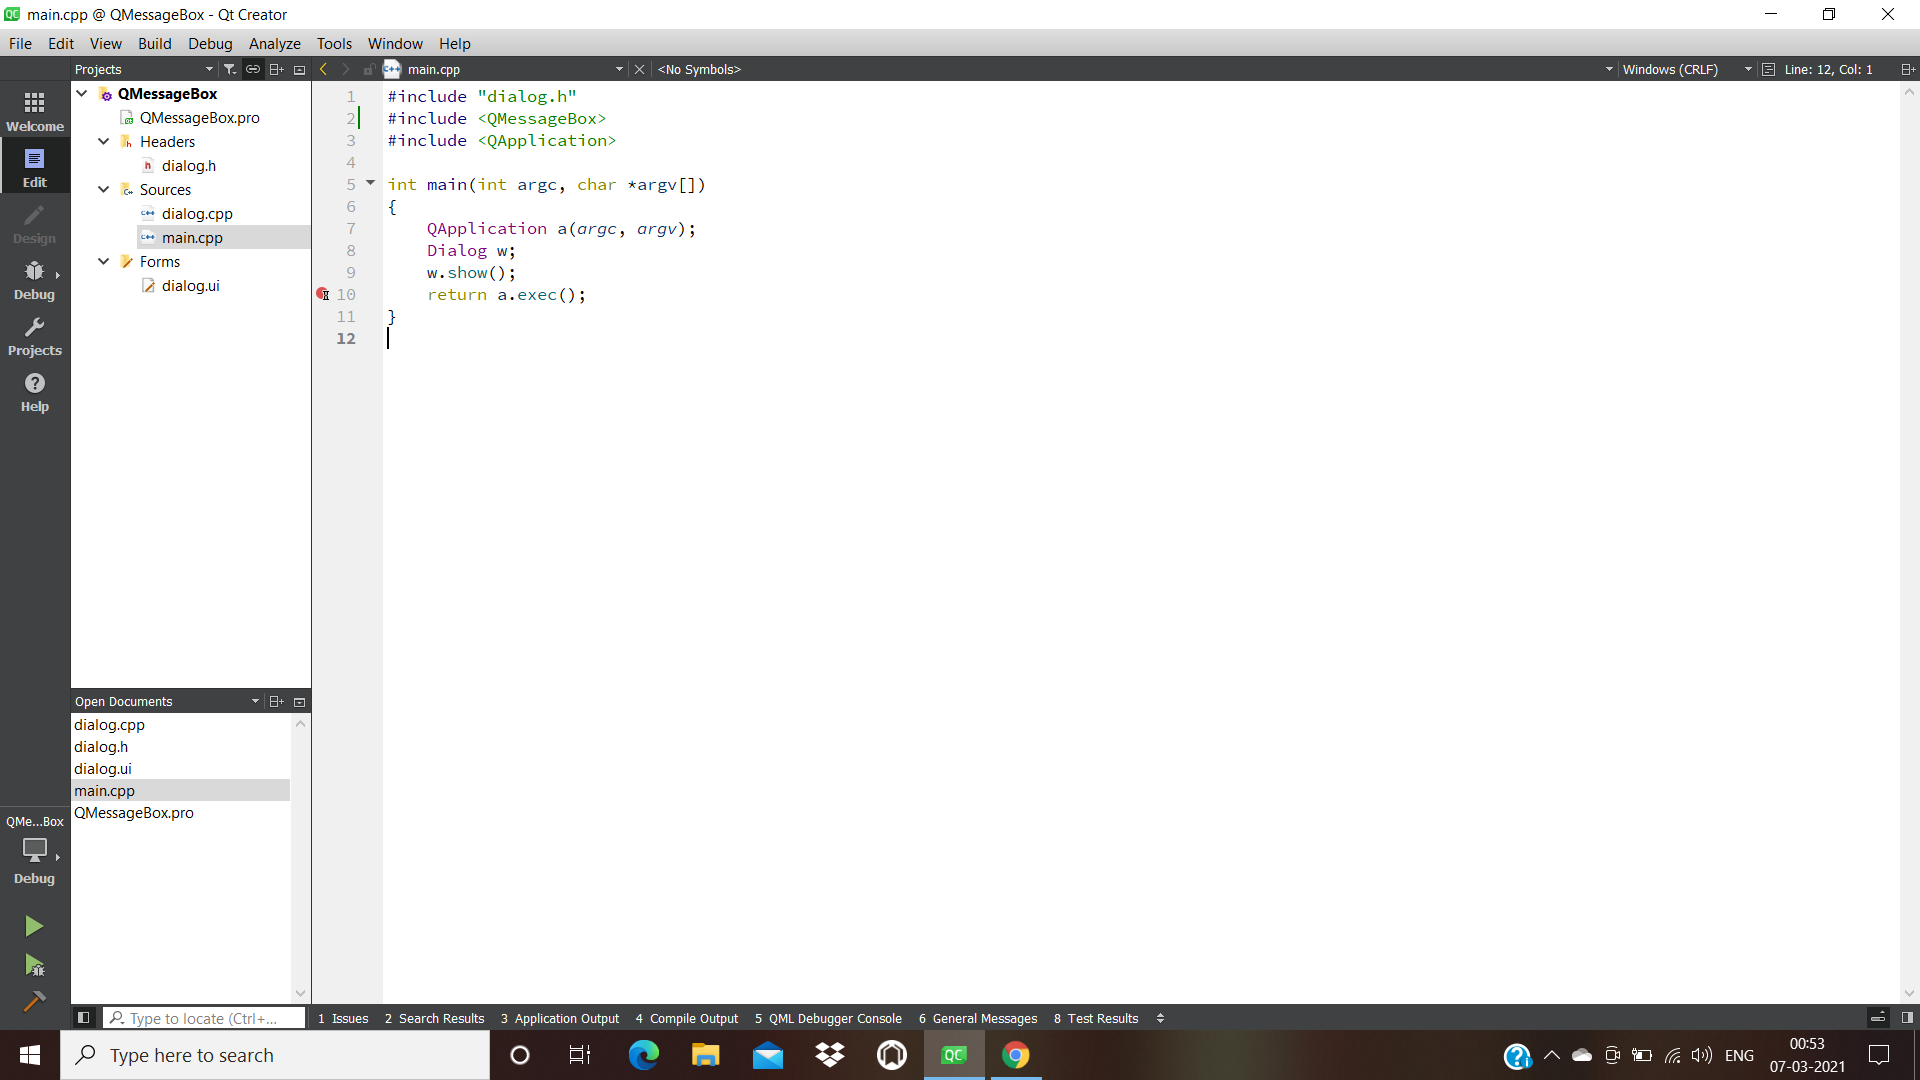 QC main.cpp @ QMessageBox - Qt Creator
File Edit View Build Debug Analyze Tools Window Help
Projects
main.cpp
<No Symbols>
Windows (CRLF)
Line: 12, Col: 1
Welcome
Edit
Design
Debug
Projects
Help
QMessageBox
QMessageBox.pro
Headers
dialog.h
Sources
dialog.cpp
main.cpp
Forms
dialog.ui
1 #include "dialog.h"
2 #include <QMessageBox>
3 #include <QApplication>
4
5 int main(int argc, char *argv[])
6 {
7 QApplication a(argc, argv);
8 Dialog w;
9 w.show();
10 return a.exec();
11 }
12
Open Documents
dialog.cpp
dialog.h
dialog.ui
main.cpp
QMessageBox.pro
QMe...Box
Debug
Type to locate (Ctrl+...
1 Issues 2 Search Results 3 Application Output 4 Compile Output 5 QML Debugger Console 6 General Messages 8 Test Results
Type here to search
QC
ENG
00:53
07-03-2021